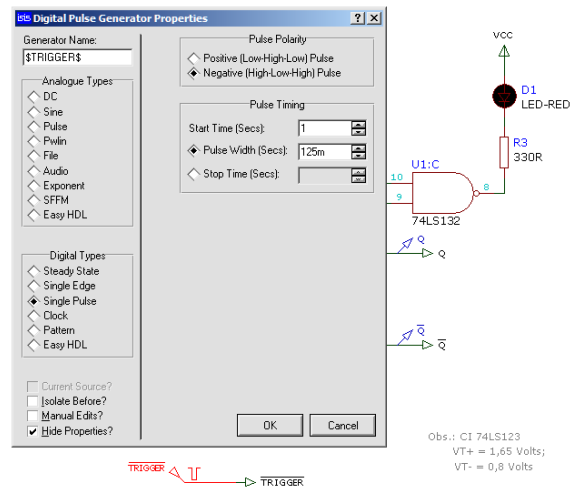 isis Digital Pulse Generator Properties
Generator Name:
$TRIGGER$
Analogue Types
DC
Sine
Pulse
Pwlin
File
Audio
Exponent
SFFM
Easy HDL
Digital Types
Steady State
Single Edge
Single Pulse
Clock
Pattern
Easy HDL
Current Source?
Isolate Before?
Manual Edits?
Hide Properties?
Pulse Polarity
Positive (Low-High-Low) Pulse
Negative (High-Low-High) Pulse
Pulse Timing
Start Time (Secs): 1
Pulse Width (Secs): 125m
Stop Time (Secs):
OK Cancel
VCC
D1
LED-RED
R3
330R
U1:C
10
9
8
74LS132
Q
Q
Q
Q
Obs.: CI 74LS123
VT+ = 1,65 Volts;
VT- = 0,8 Volts
TRIGGER
TRIGGER